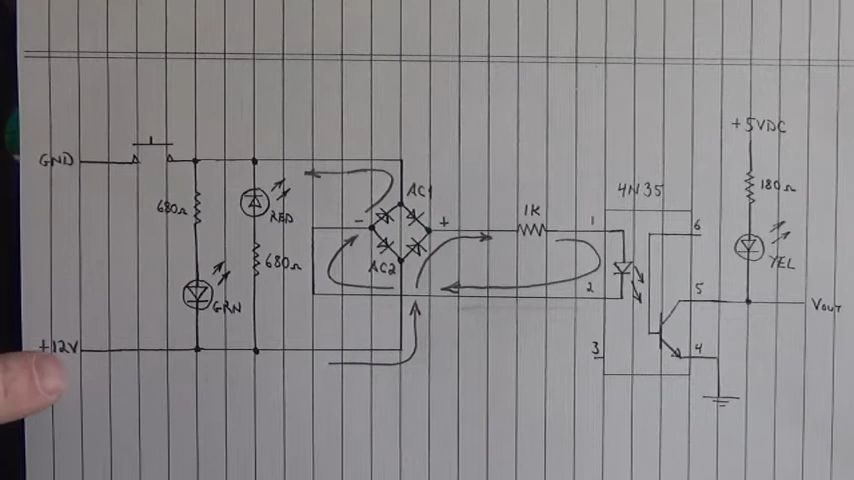 +5VDC
GND
680Ω
RED
AC1
-
+
1K
4N35
1
6
180Ω
YEL
680Ω
AC2
GRN
2
5
VOUT
+12V
3
4